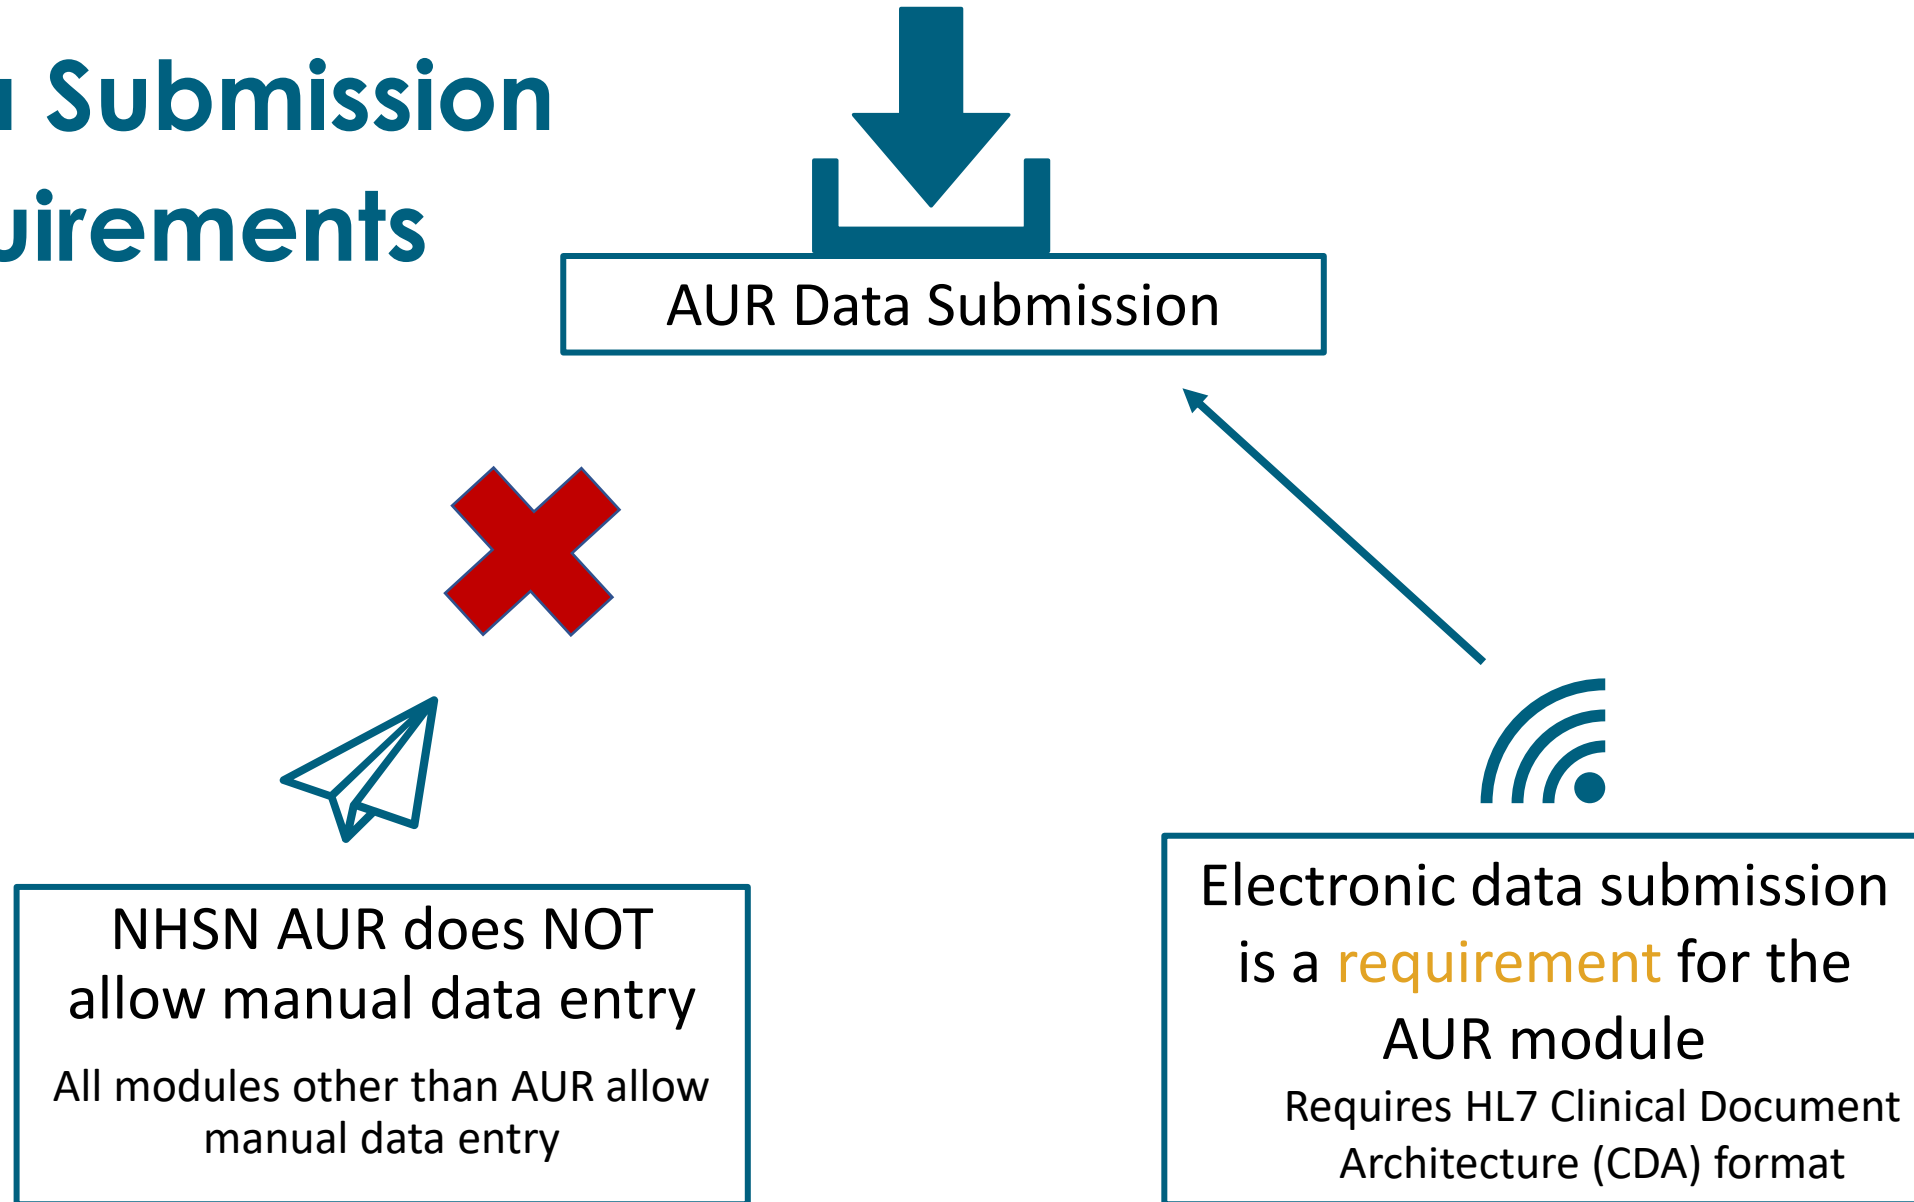 a Submission
uirements
AUR Data Submission
NHSN AUR does NOT
allow manual data entry
All modules other than AUR allow
manual data entry
Electronic data submission
is a requirement for the
AUR module
Requires HL7 Clinical Document
Architecture (CDA) format